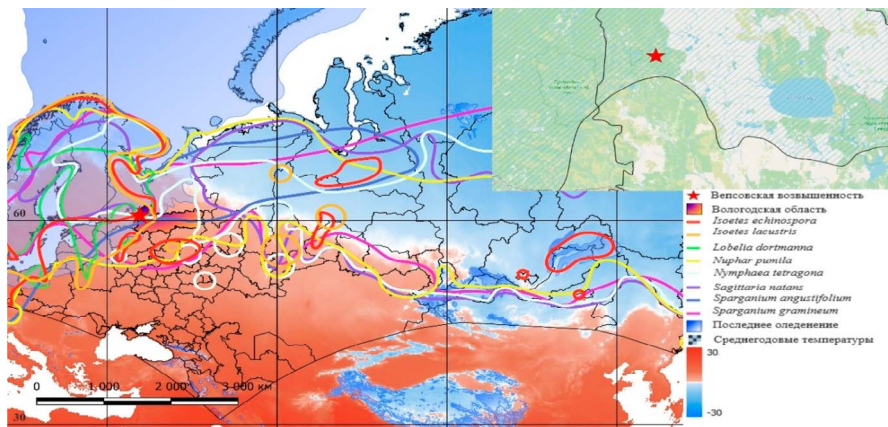 Вепсовская возвышенность
Вологодская область
Isoetes echinospora
Isoetes lacustris
Lobelia dortmanna
Nuphar pumila
Nymphaea tetragona
Sagittaria natans
Sparganium angustifolium
Sparganium gramineum
Последнее оледенение
Среднегодовые температуры
30
-30
60
0 1 000 2 000 3 000 км
30